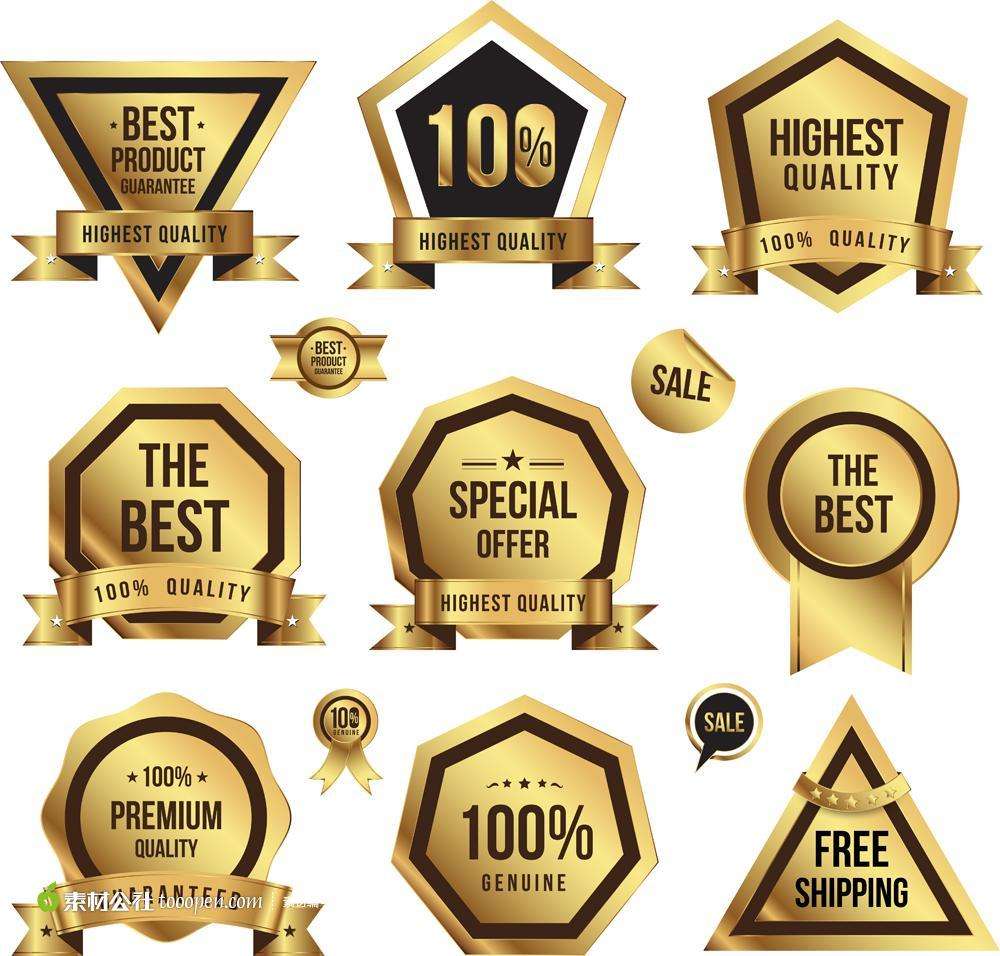 BEST
PRODUCT
GUARANTEE
HIGHEST QUALITY
100%
HIGHEST QUALITY
HIGHEST
QUALITY
100% QUALITY
BEST
PRODUCT
GUARANTEE
SALE
THE
BEST
100% QUALITY
SPECIAL
OFFER
HIGHEST QUALITY
THE
BEST
100%
PREMIUM
QUALITY
GUARANTEED
素材公社 tobopen.com
100%
GENUINE
100%
GENUINE
SALE
FREE
SHIPPING